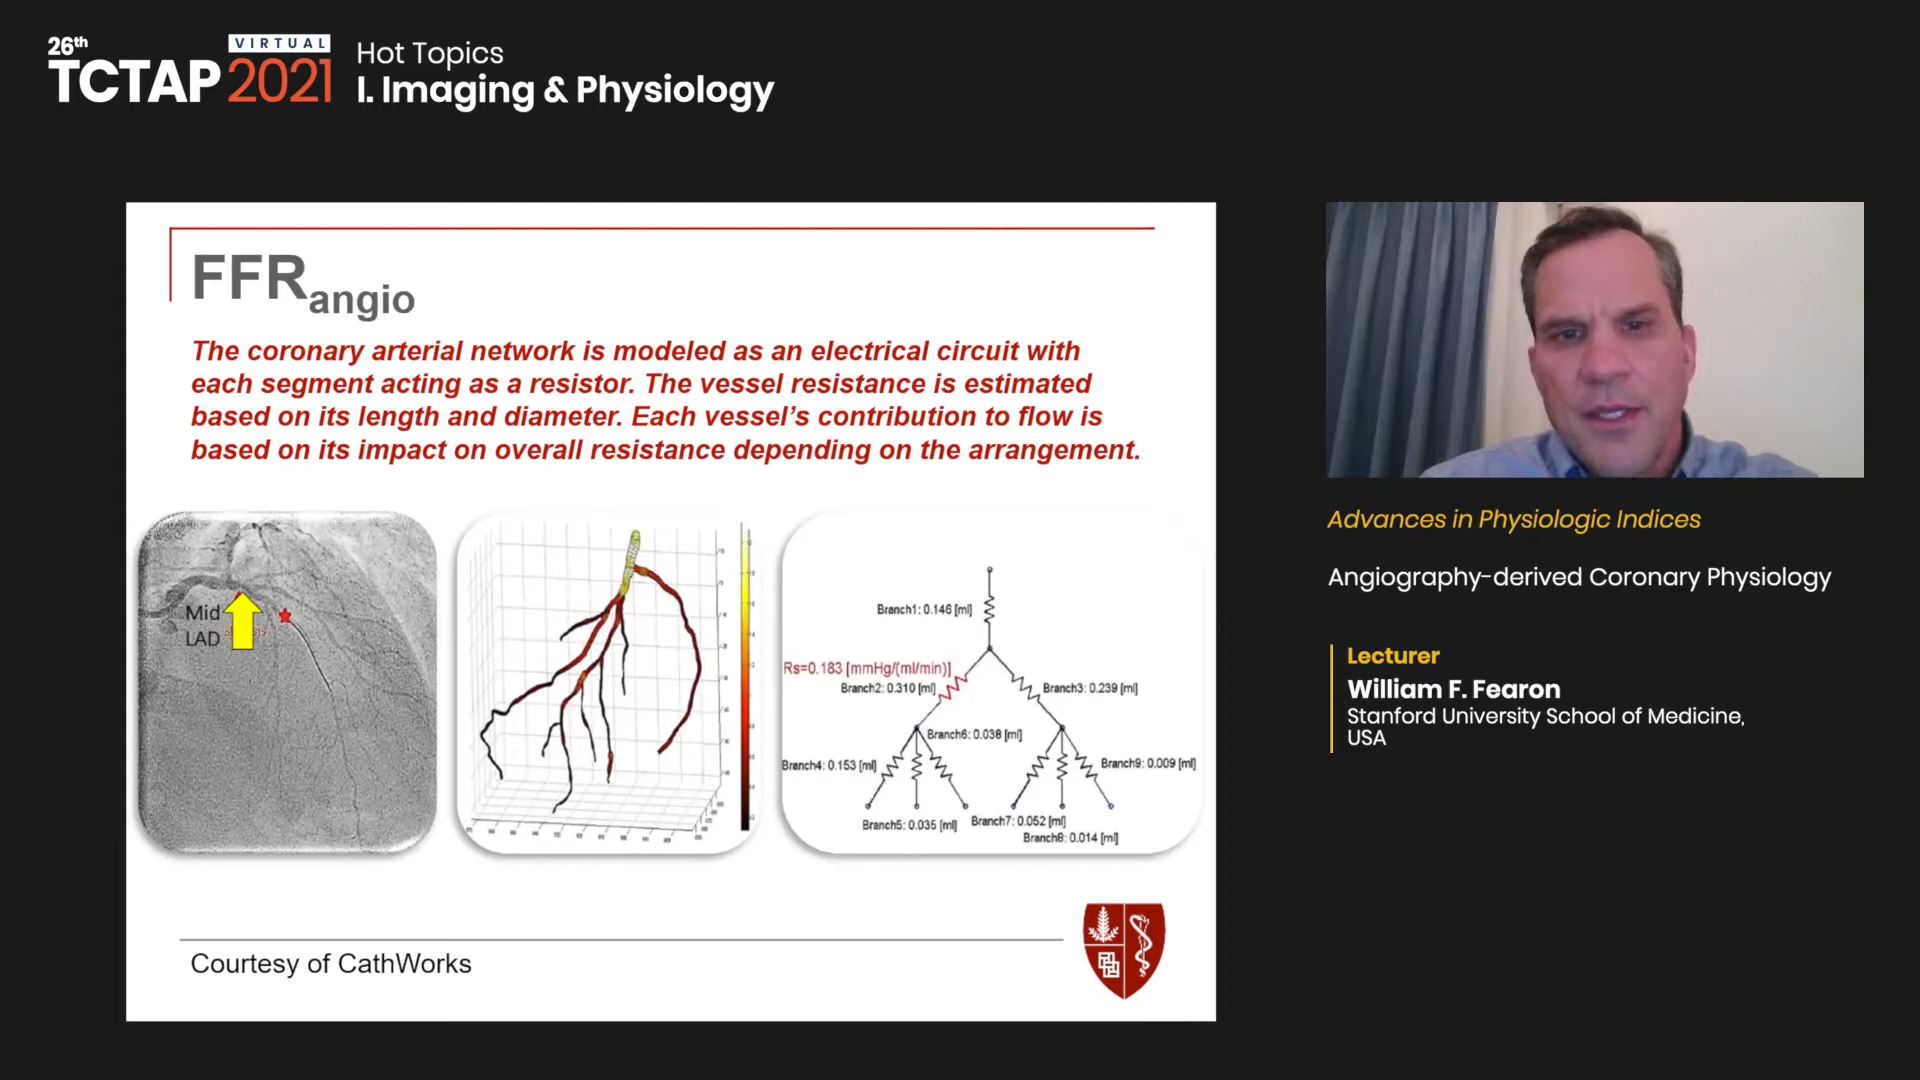 26th
VIRTUAL
TCTAP 2021
Hot Topics
I. Imaging & Physiology
FFRangio
The coronary arterial network is modeled as an electrical circuit with
each segment acting as a resistor. The vessel resistance is estimated
based on its length and diameter. Each vessel’s contribution to flow is
based on its impact on overall resistance depending on the arrangement.
Mid
LAD
Branch1: 0.146 [ml]
Rs=0.183 [mmHg/(ml/min)]
Branch2: 0.310 [ml]
Branch3: 0.239 [ml]
Branch6: 0.038 [ml]
Branch4: 0.153 [ml]
Branch9: 0.009 [ml]
Branch5: 0.035 [ml]
Branch7: 0.052 [ml]
Branch8: 0.014 [ml]
Courtesy of CathWorks
Advances in Physiologic Indices
Angiography-derived Coronary Physiology
Lecturer
William F. Fearon
Stanford University School of Medicine,
USA